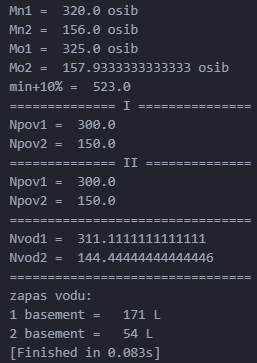 Mn1 =  320.0 osib
Mn2 =  156.0 osib
Mo1 =  325.0 osib
Mo2 =  157.9333333333333 osib
min+10% =  523.0
============== I ==============
Npov1 =  300.0
Npov2 =  150.0
============== II ==============
Npov1 =  300.0
Npov2 =  150.0
================================
Nvod1 =  311.1111111111111
Nvod2 =  144.44444444444446
================================
zapas vodu:
1 basement =   171 L
2 basement =   54 L
[Finished in 0.083s]